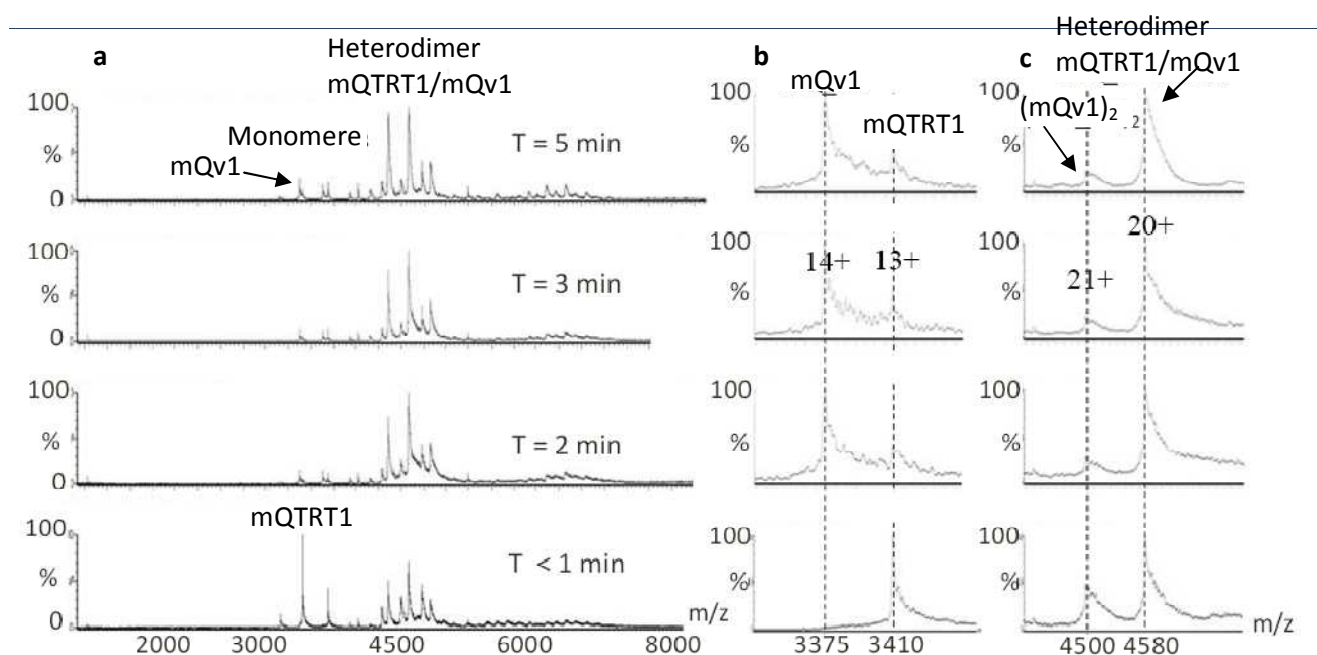 a
Heterodimer
mQTRT1/mQv1
b
mQv1
mQTRT1
c
Heterodimer
mQTRT1/mQv1
(mQv1)2
2
100
%
0
Monomere
mQv1
T = 5 min
100
%
100
%
100
%
0
T = 3 min
100
%
14+
13+
100
%
21+
20+
100
%
0
T = 2 min
100
%
100
%
mQTRT1
100
%
0
T < 1 min
m/z
2000
3000
4500
6000
8000
100
%
3375
3410
100
%
4500
4580
m/z